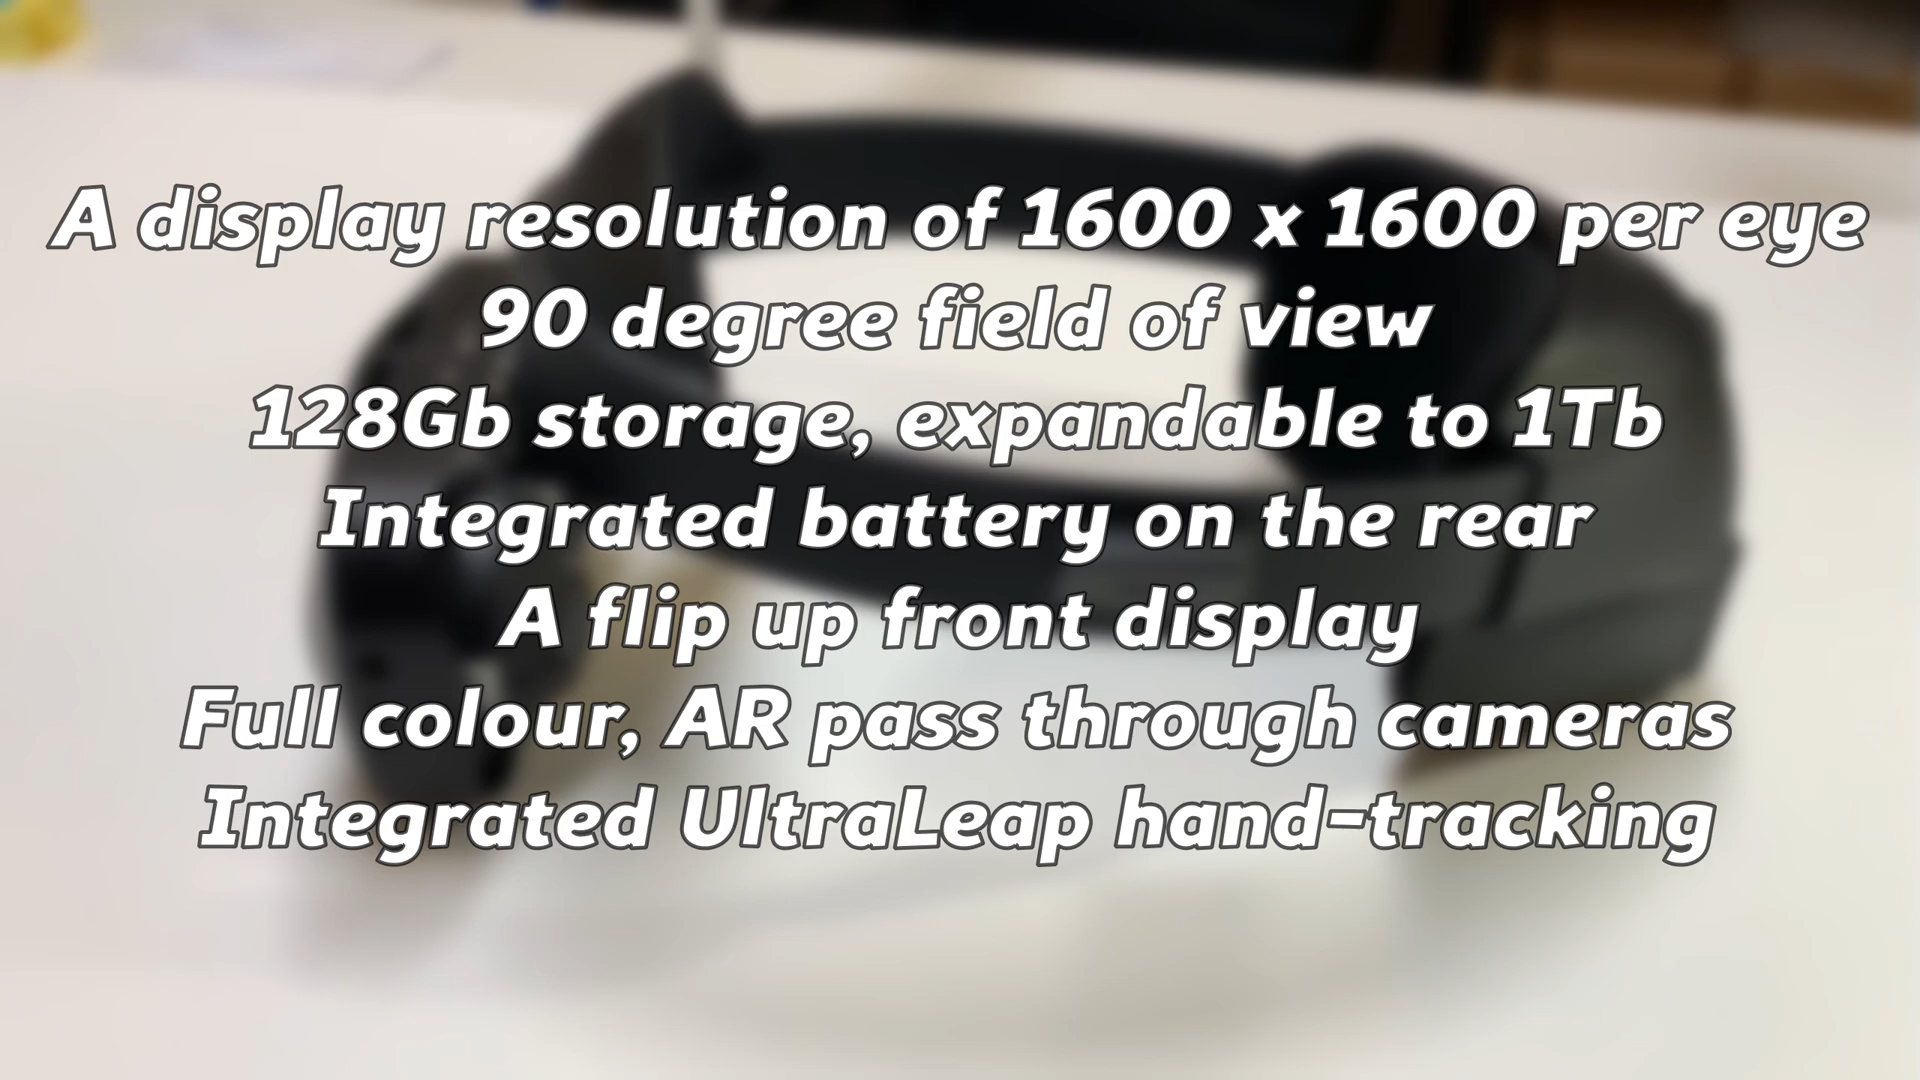 A display resolution of 1600 x 1600 per eye
90 degree field of view
128Gb storage, expandable to 1Tb
Integrated battery on the rear
A flip up front display
Full colour, AR pass through cameras
Integrated UltraLeap hand-tracking